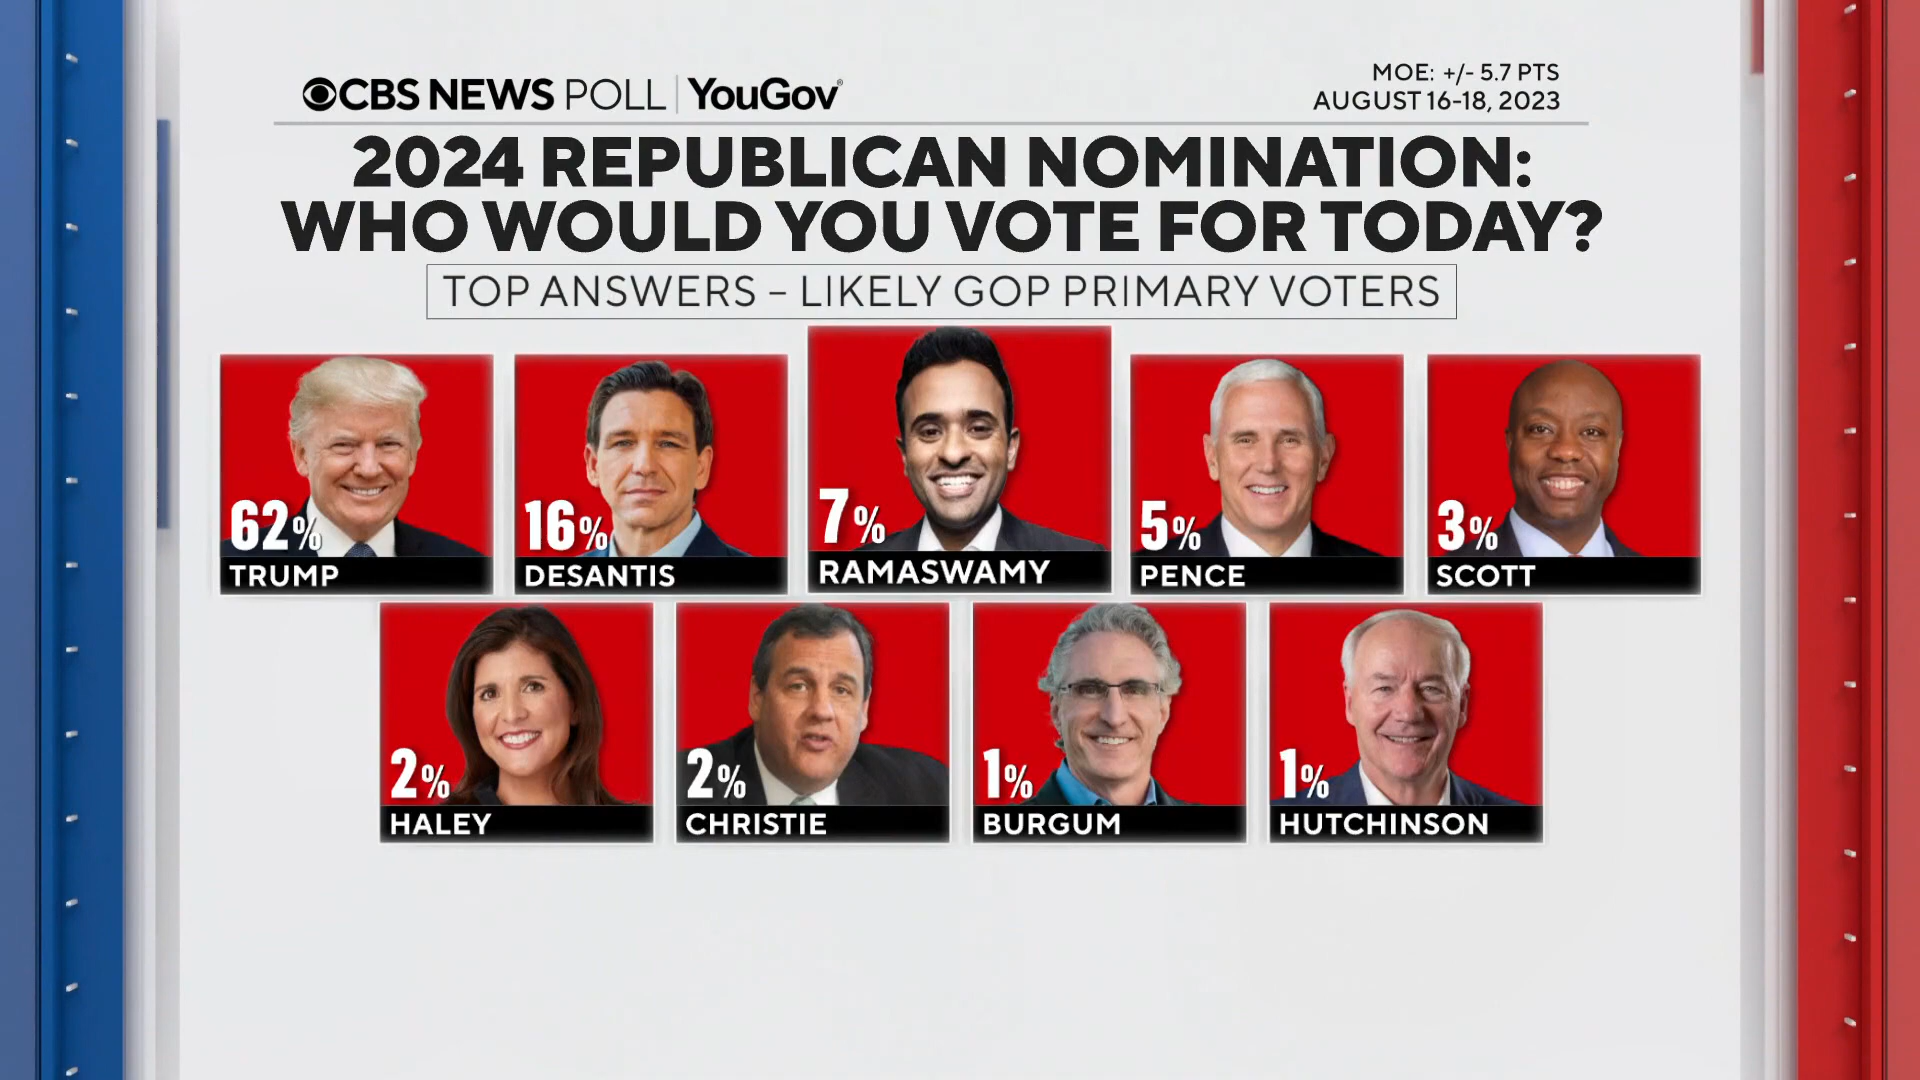 CBS NEWS POLL | YouGov®
MOE: +/- 5.7 PTS
AUGUST 16-18, 2023
2024 REPUBLICAN NOMINATION:
WHO WOULD YOU VOTE FOR TODAY?
TOP ANSWERS – LIKELY GOP PRIMARY VOTERS
62%
TRUMP
16%
DESANTIS
7%
RAMASWAMY
5%
PENCE
3%
SCOTT
2%
HALEY
2%
CHRISTIE
1%
BURGUM
1%
HUTCHINSON